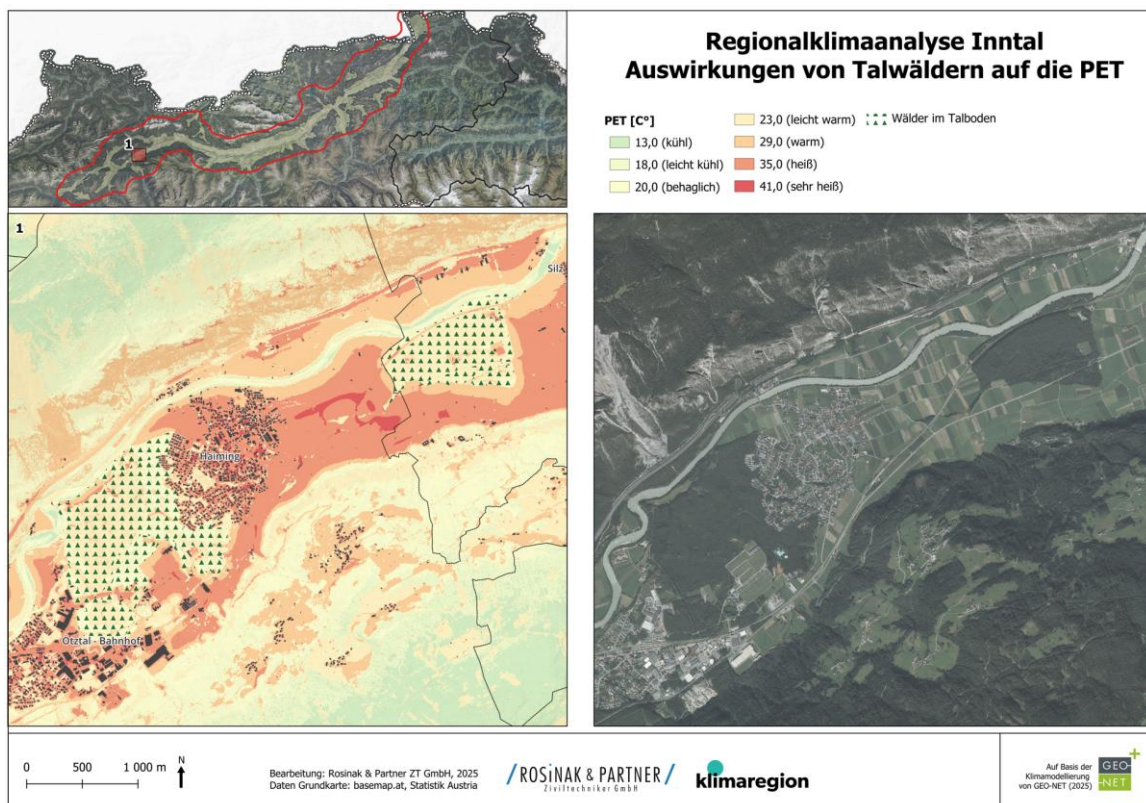 Regionalklimaanalyse Inntal
Auswirkungen von Talwäldern auf die PET
PET [C°]
13,0 (kühl)
18,0 (leicht kühl)
20,0 (behaglich)
23,0 (leicht warm)
29,0 (warm)
35,0 (heiß)
41,0 (sehr heiß)
Wälder im Talboden
1
1
Silz
Haiming
Ötztal - Bahnhof
0 500 1 000 m
N
Bearbeitung: Rosinak & Partner ZT GmbH, 2025
Daten Grundkarte: basemap.at, Statistik Austria
ROSiNAK & PARTNER
Ziviltechniker GmbH
klimaregion
Auf Basis der
Klimamodellierung
von GEO-NET (2025)
GEO-
NET